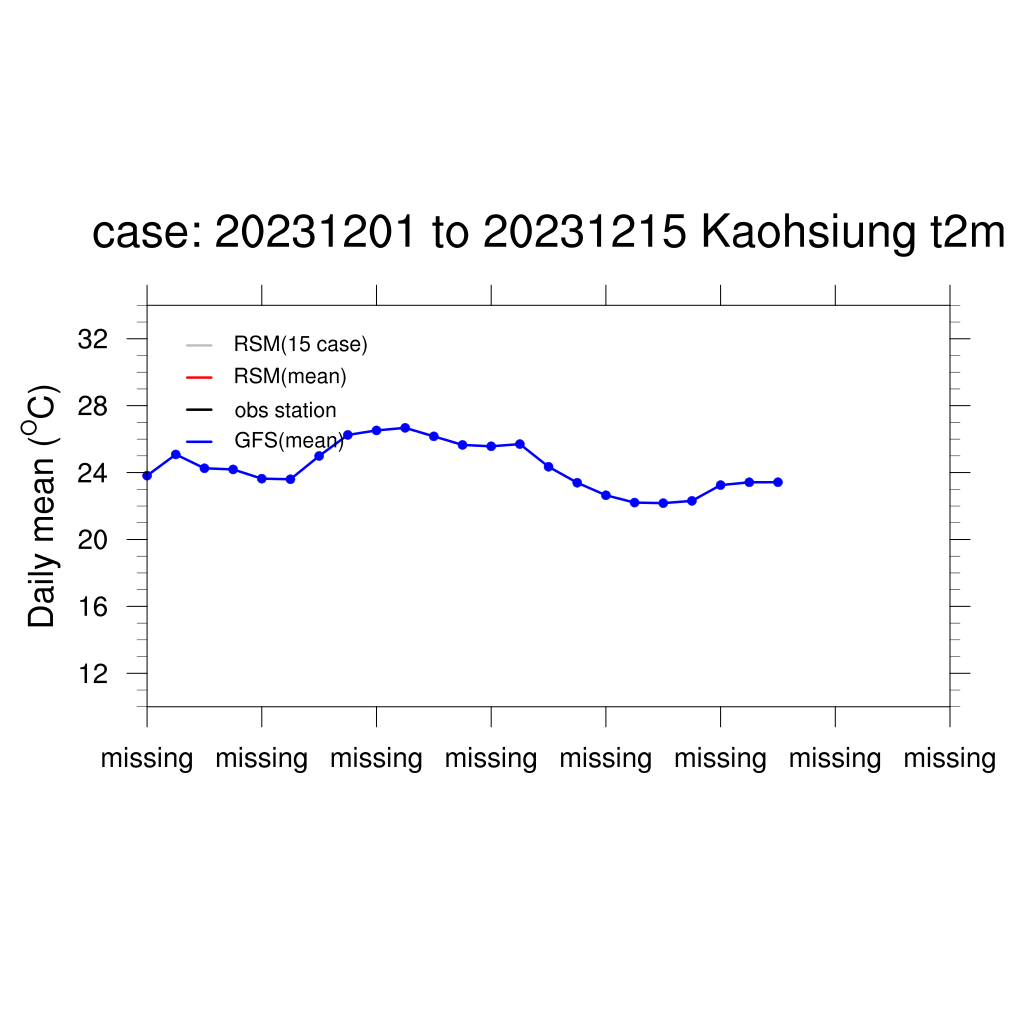 case: 20231201 to 20231215 Kaohsiung t2m
Daily mean (°C)
32
28
24
20
16
12
RSM(15 case)
RSM(mean)
obs station
GFS(mean)
missing missing missing missing missing missing missing missing